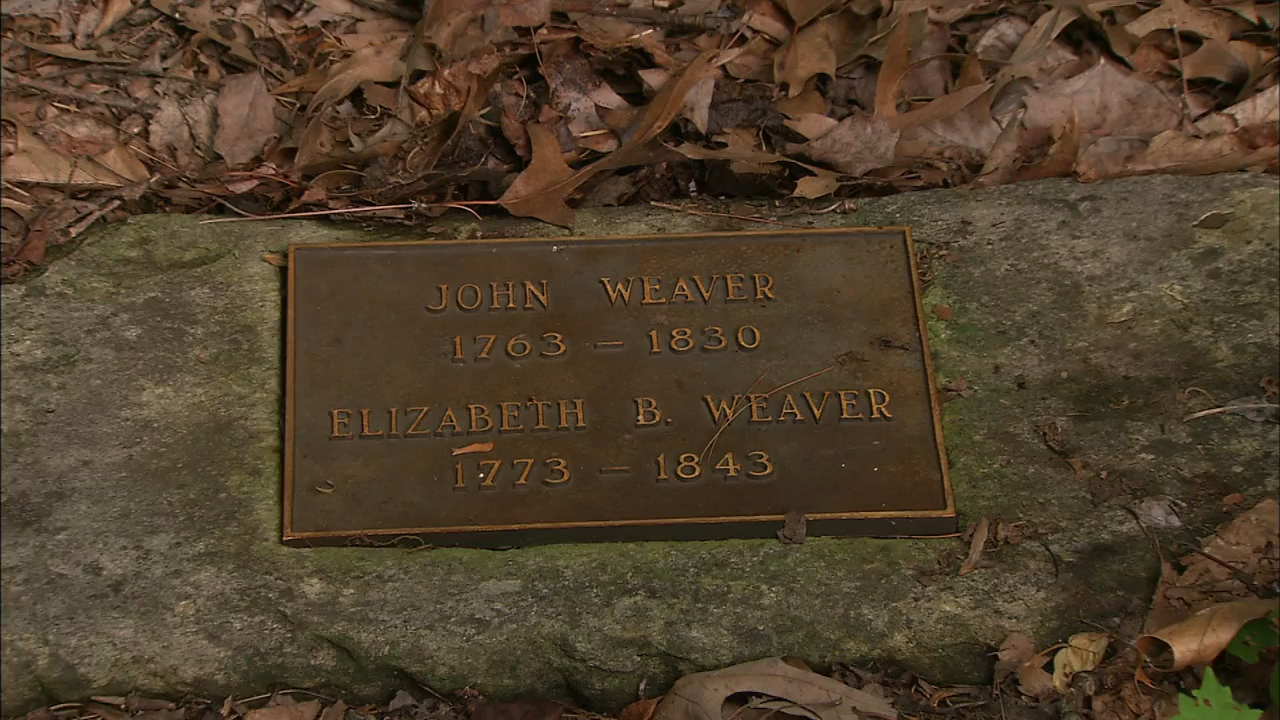 JOHN WEAVER
1763 – 1830
ELIZABETH B. WEAVER
1773 – 1843